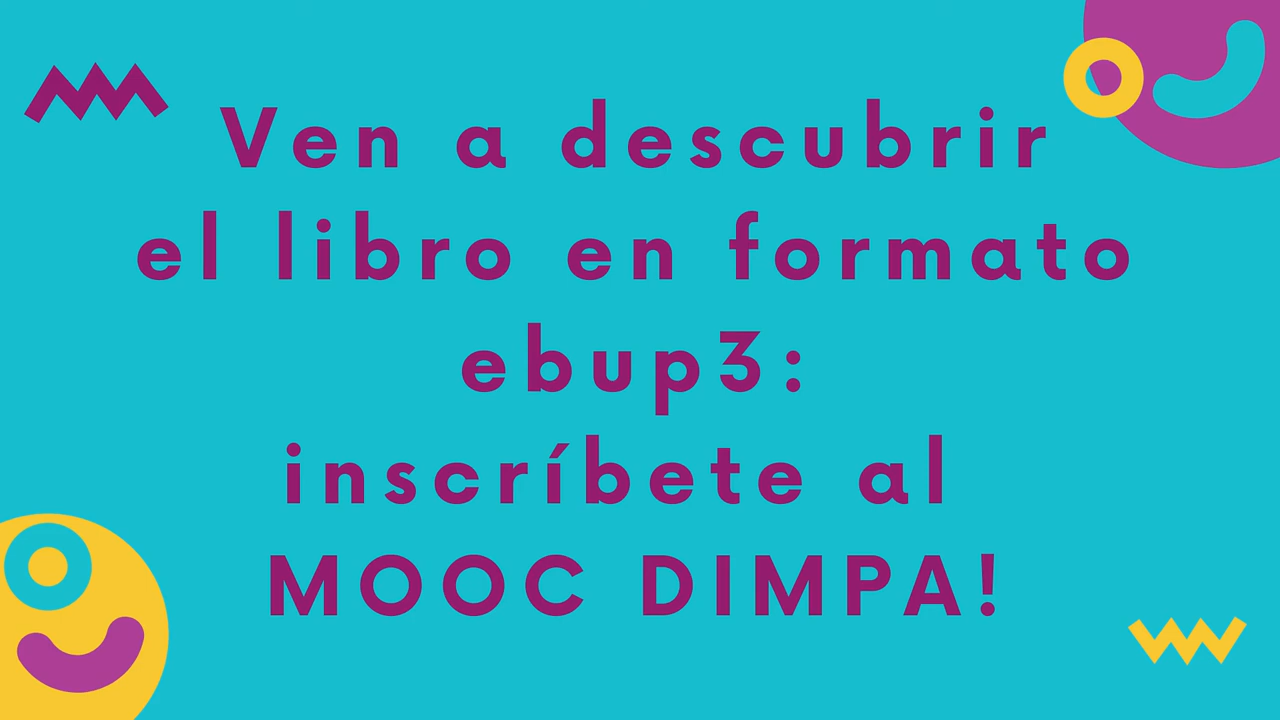 Ven a descubrir
el libro en formato
ebup3:
inscríbete al
MOOC DIMPA!